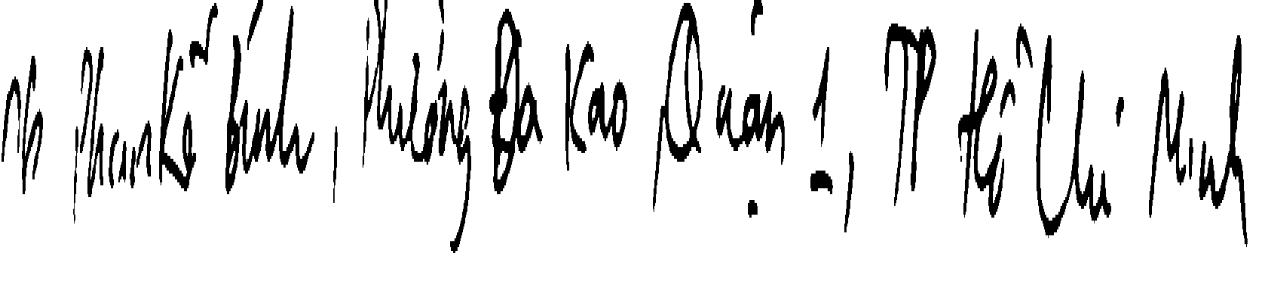 Phan Kế Bính, Phường Đa Kao Quận 1, TP Hồ Chí Minh